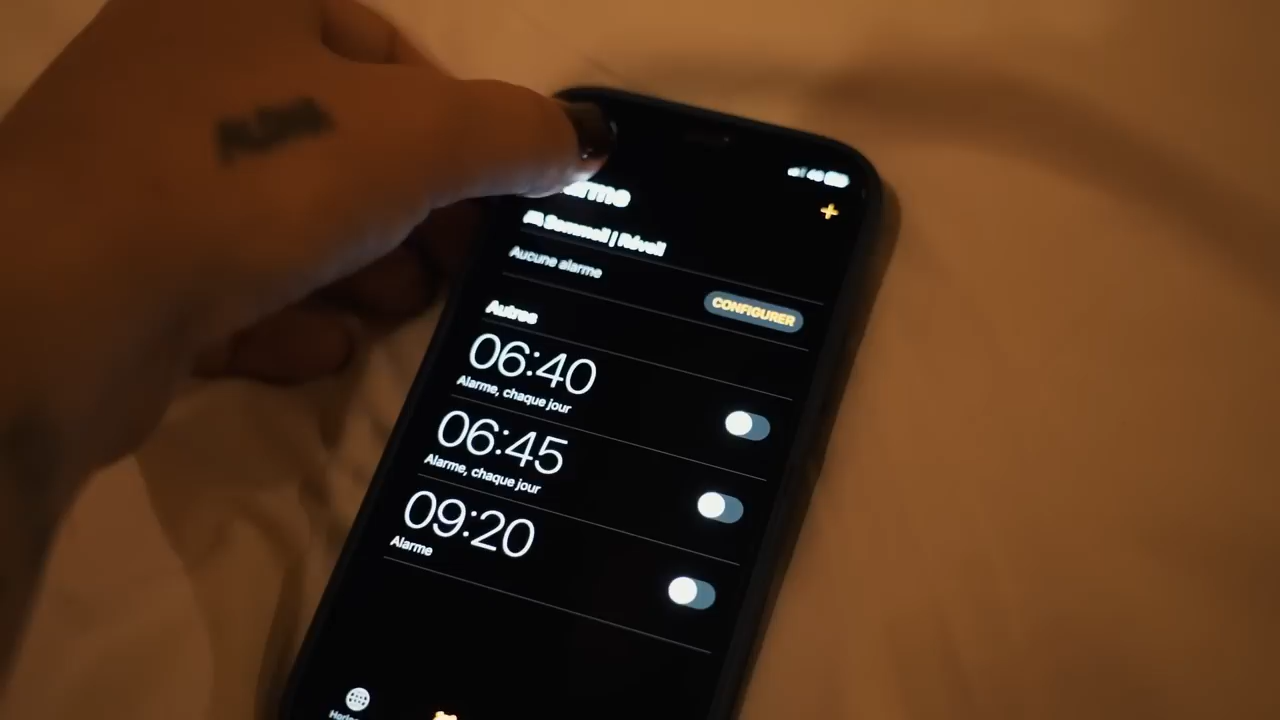 4G
Sommeil | Réveil
Aucune alarme
CONFIGURER
Autres
06:40
Alarme, chaque jour
06:45
Alarme, chaque jour
09:20
Alarme